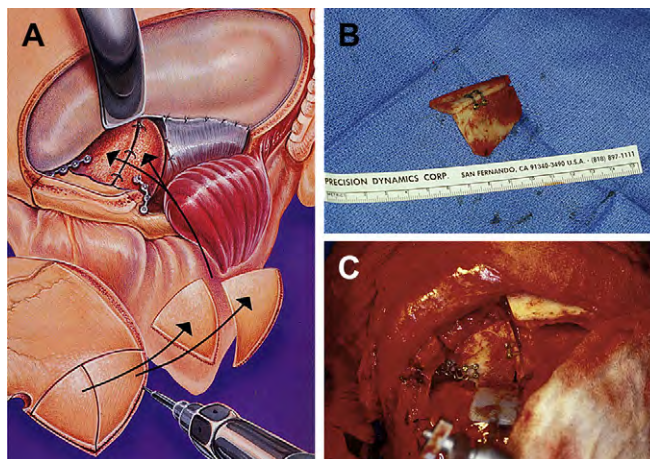 A
B
PRECISION DYNAMICS CORP. SAN FERNANDO, CA 91340-3490 U.S.A. · (818) 897-1111
C